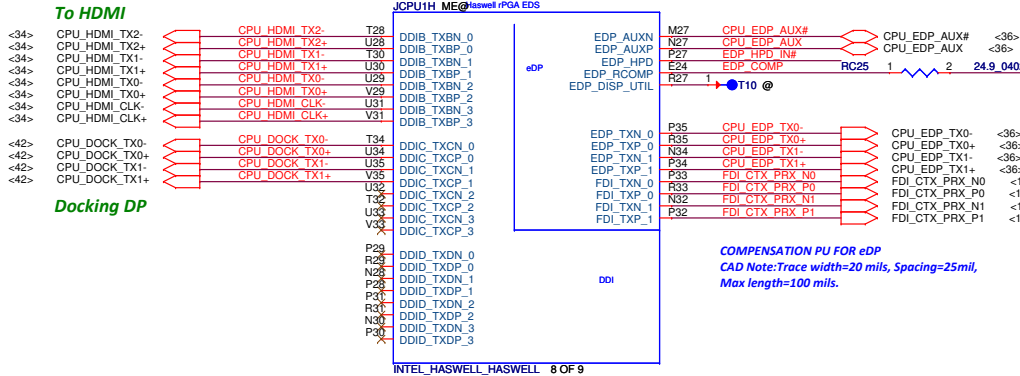 To HDMI
JCPU1H ME@ Haswell rPGA EDS
<34> CPU_HDMI_TX2- CPU_HDMI_TX2- T28 DDIB_TXBN_0
<34> CPU_HDMI_TX2+ CPU_HDMI_TX2+ U28 DDIB_TXBP_0
<34> CPU_HDMI_TX1- CPU_HDMI_TX1- T30 DDIB_TXBN_1
<34> CPU_HDMI_TX1+ CPU_HDMI_TX1+ U30 DDIB_TXBP_1
<34> CPU_HDMI_TX0- CPU_HDMI_TX0- U29 DDIB_TXBN_2
<34> CPU_HDMI_TX0+ CPU_HDMI_TX0+ V29 DDIB_TXBP_2
<34> CPU_HDMI_CLK- CPU_HDMI_CLK- U31 DDIB_TXBN_3
<34> CPU_HDMI_CLK+ CPU_HDMI_CLK+ V31 DDIB_TXBP_3
<42> CPU_DOCK_TX0- CPU_DOCK_TX0- T34 DDIC_TXCN_0
<42> CPU_DOCK_TX0+ CPU_DOCK_TX0+ U34 DDIC_TXCP_0
<42> CPU_DOCK_TX1- CPU_DOCK_TX1- U35 DDIC_TXCN_1
<42> CPU_DOCK_TX1+ CPU_DOCK_TX1+ V35 DDIC_TXCP_1
U32 DDIC_TXCN_2
T32 DDIC_TXCP_2
U33 DDIC_TXCN_3
V33 DDIC_TXCP_3
Docking DP
P29 DDID_TXDN_0
R29 DDID_TXDP_0
N28 DDID_TXDN_1
P28 DDID_TXDP_1
P31 DDID_TXDN_2
R31 DDID_TXDP_2
N30 DDID_TXDN_3
P30 DDID_TXDP_3
eDP
EDP_AUXN M27 CPU_EDP_AUX# CPU_EDP_AUX# <36>
EDP_AUXP N27 CPU_EDP_AUX CPU_EDP_AUX <36>
EDP_HPD P27 EDP_HPD_IN#
EDP_RCOMP E24 EDP_COMP RC25 1 2 24.9_040
EDP_DISP_UTIL R27 1 T10 @
EDP_TXN_0 P35 CPU_EDP_TX0- CPU_EDP_TX0- <36>
EDP_TXP_0 R35 CPU_EDP_TX0+ CPU_EDP_TX0+ <36>
EDP_TXN_1 N34 CPU_EDP_TX1- CPU_EDP_TX1- <36>
EDP_TXP_1 P34 CPU_EDP_TX1+ CPU_EDP_TX1+ <36>
FDI_TXN_0 P33 FDI_CTX_PRX_N0 FDI_CTX_PRX_N0 <1
FDI_TXP_0 R33 FDI_CTX_PRX_P0 FDI_CTX_PRX_P0 <1
FDI_TXN_1 N32 FDI_CTX_PRX_N1 FDI_CTX_PRX_N1 <1
FDI_TXP_1 P32 FDI_CTX_PRX_P1 FDI_CTX_PRX_P1 <1
COMPENSATION PU FOR eDP
CAD Note:Trace width=20 mils, Spacing=25mil,
Max length=100 mils.
DDI
INTEL_HASWELL_HASWELL 8 OF 9